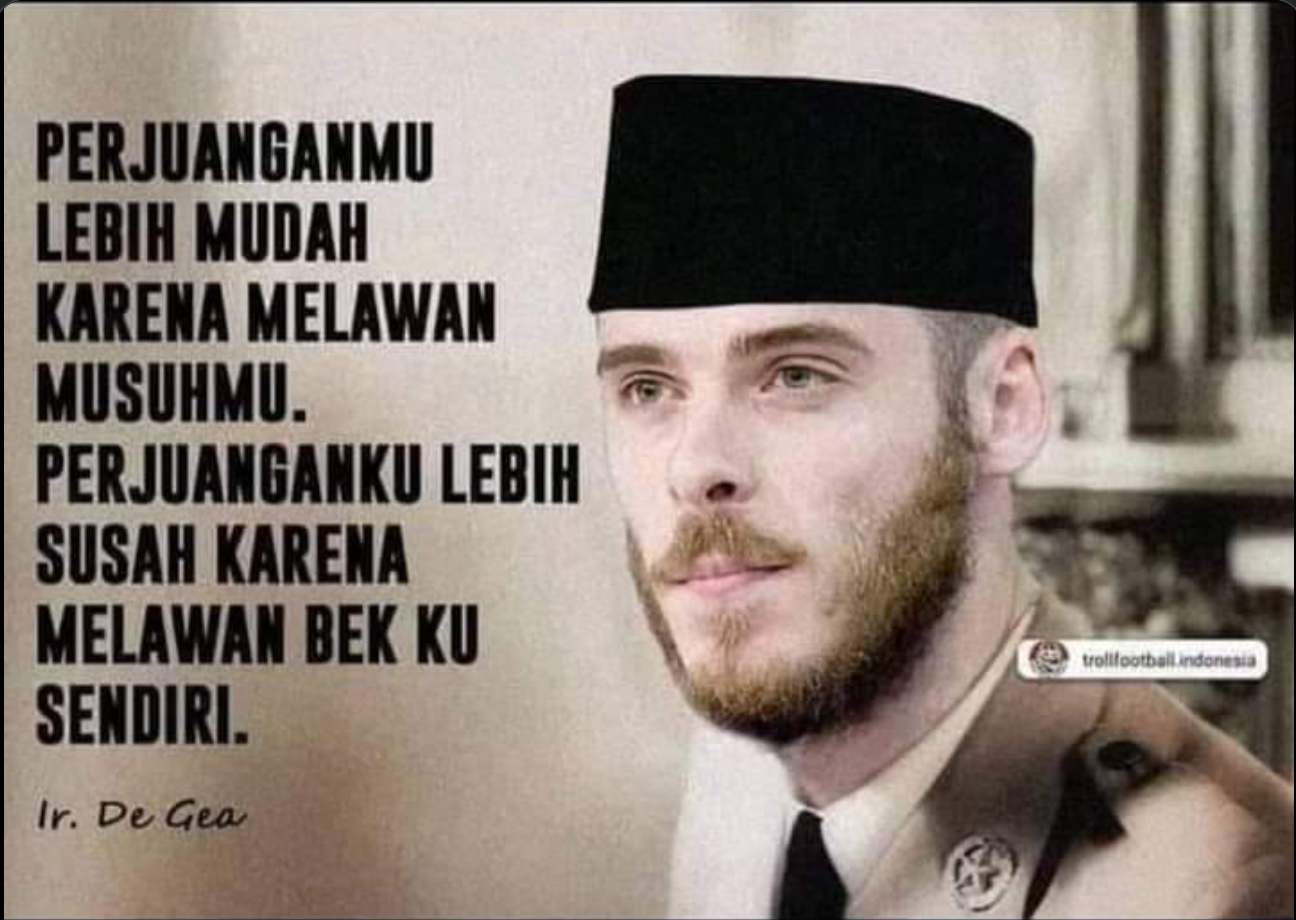 PERJUANGANMU
LEBIH MUDAH
KARENA MELAWAN
MUSUHMU.
PERJUANGANKU LEBIH
SUSAH KARENA
MELAWAN BEK KU
SENDIRI.
Ir. De Gea
trollfootball.indonesia